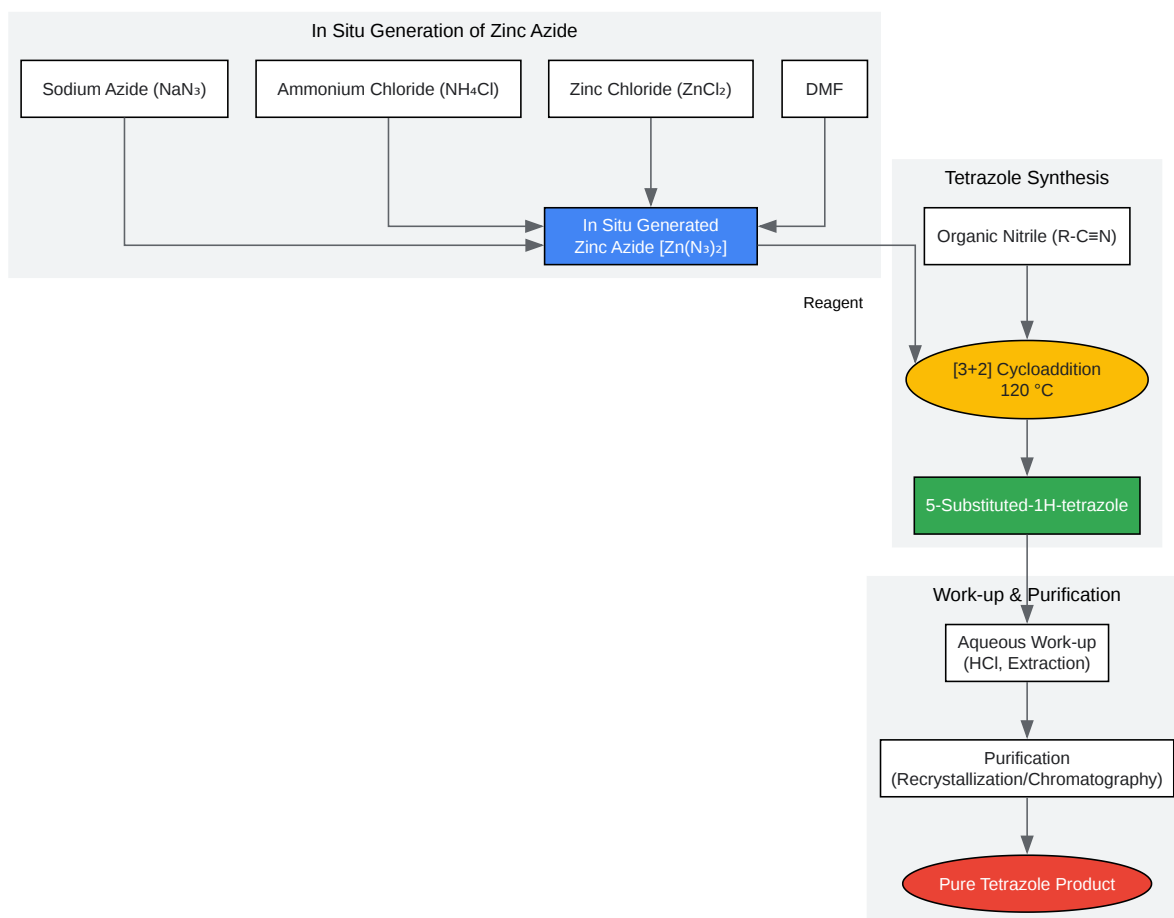 In Situ Generation of Zinc Azide
Sodium Azide (NaN₃)
Ammonium Chloride (NH₄Cl)
Zinc Chloride (ZnCl₂)
DMF
In Situ Generated
Zinc Azide [Zn(N₃)₂]
Reagent
Tetrazole Synthesis
Organic Nitrile (R-C≡N)
[3+2] Cycloaddition
120 °C
5-Substituted-1H-tetrazole
Work-up & Purification
Aqueous Work-up
(HCl, Extraction)
Purification
(Recrystallization/Chromatography)
Pure Tetrazole Product